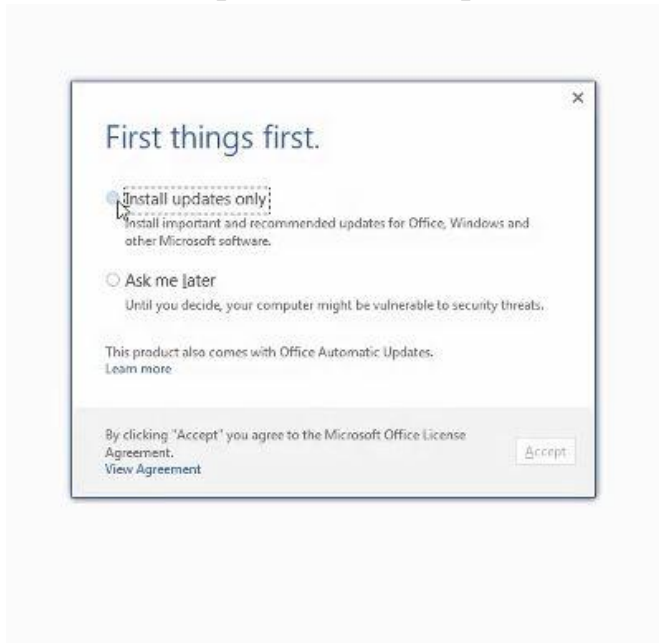 First things first.
Install updates only
Install important and recommended updates for Office, Windows and
other Microsoft software.
Ask me later
Until you decide, your computer might be vulnerable to security threats.
This product also comes with Office Automatic Updates.
Learn more
By clicking "Accept" you agree to the Microsoft Office License
Agreement.
View Agreement
Accept